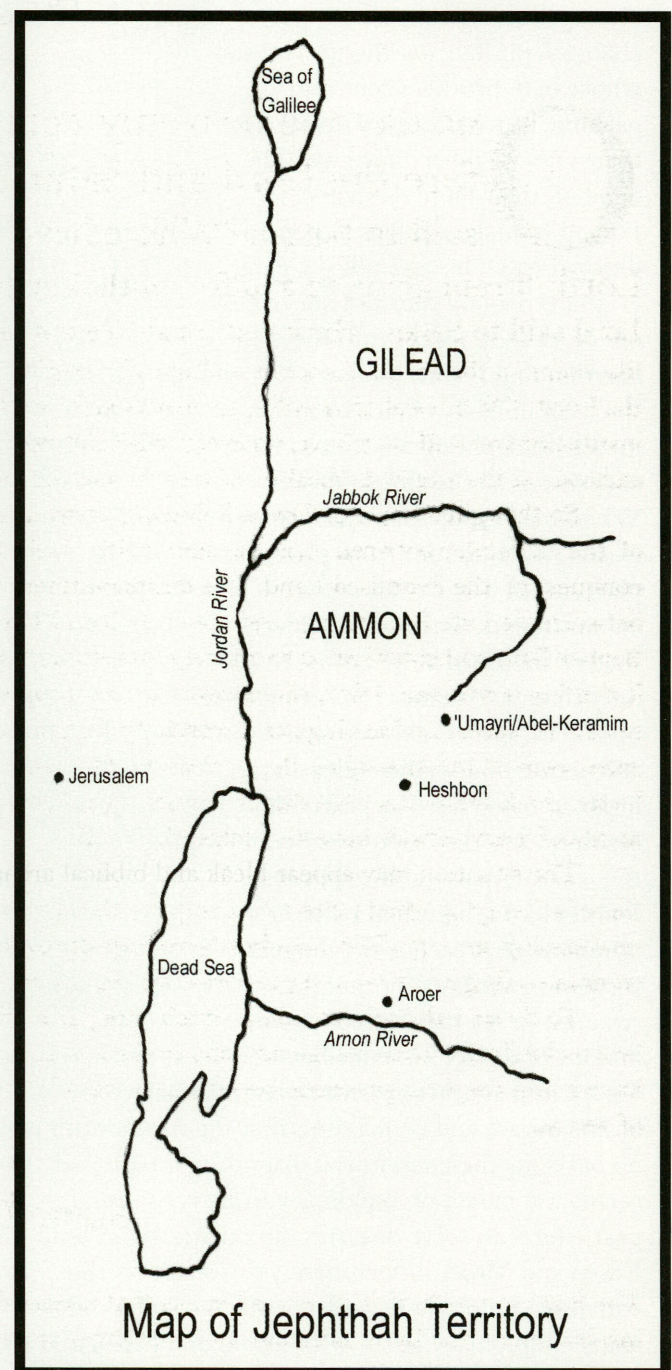 Sea of
Galilee
GILEAD
Jabbok River
Jordan River
AMMON
'Umayri/Abel-Keramim
Jerusalem
Heshbon
Dead Sea
Aroer
Arnon River
Map of Jephthah Territory